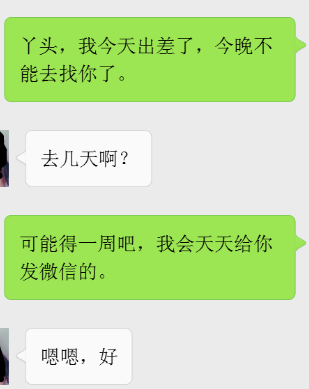 丫头，我今天出差了，今晚不
能去找你了。
去几天啊？
可能得一周吧，我会天天给你
发微信的。
嗯嗯，好